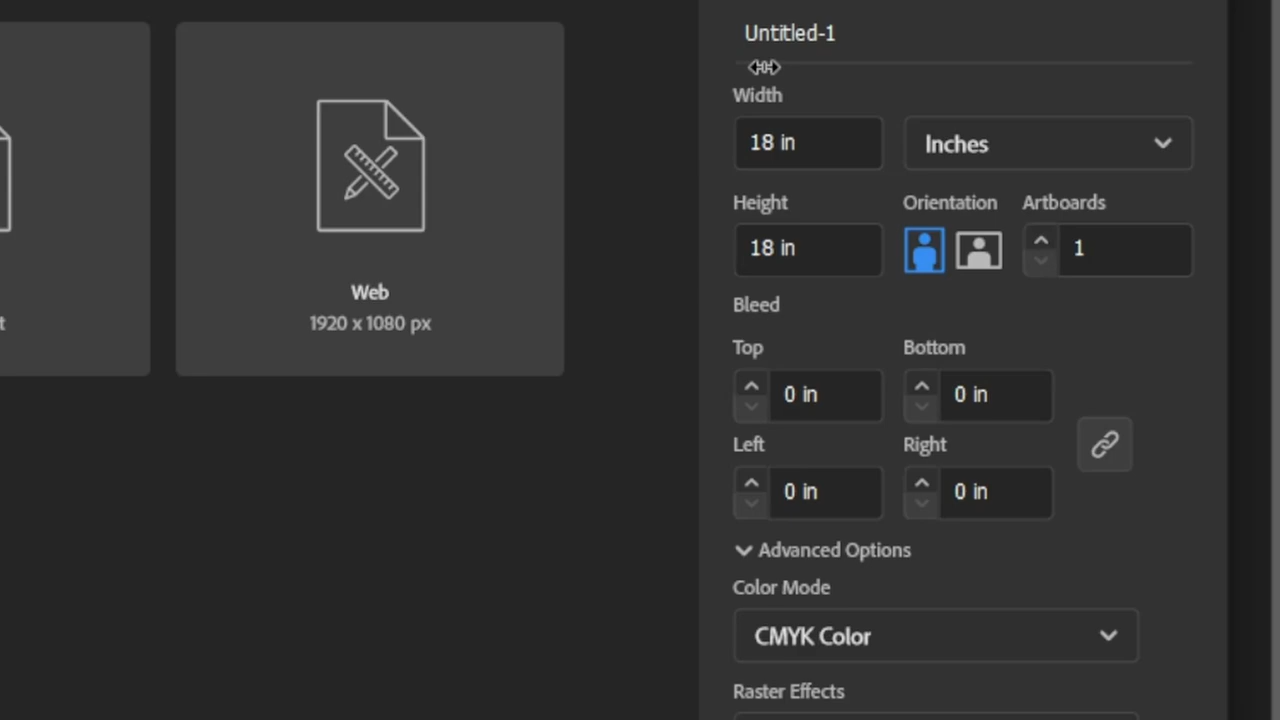 Untitled-1
Width
18 in
Inches
Height
Orientation
Artboards
18 in
1
Bleed
Top
Bottom
0 in
0 in
Left
Right
0 in
0 in
Advanced Options
Color Mode
CMYK Color
Raster Effects
Web
1920 x 1080 px
t